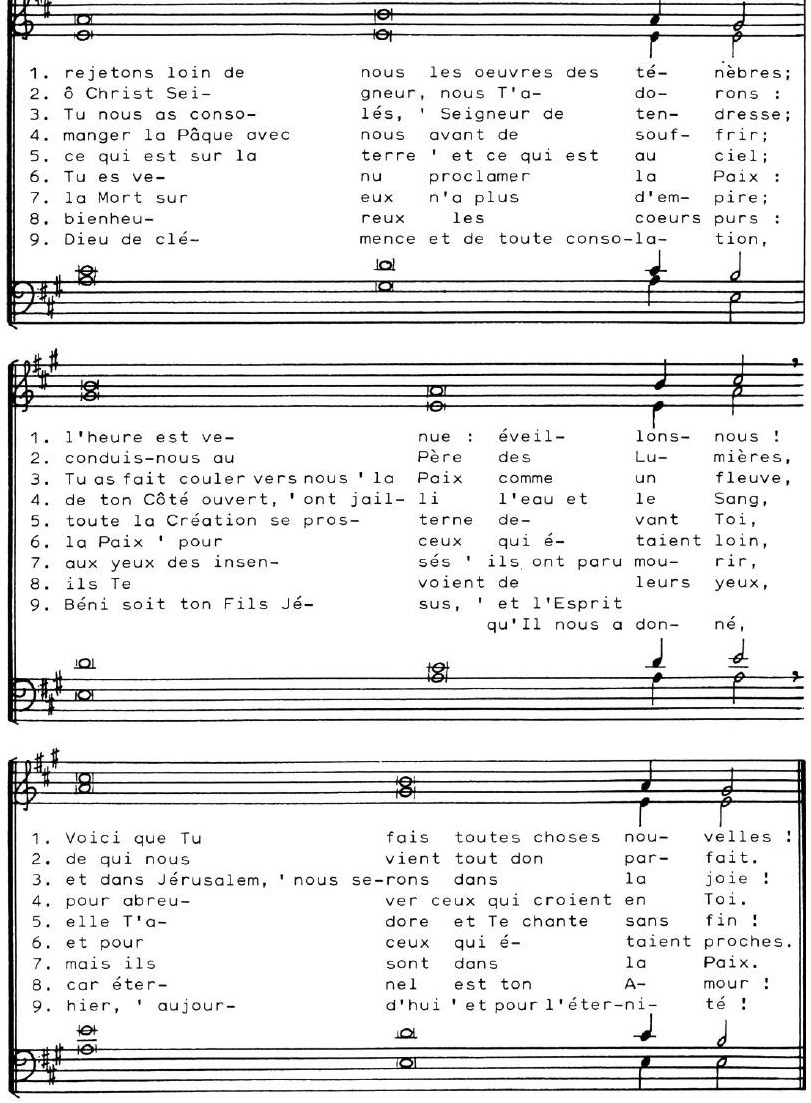 1. rejetons loin de nous les oeuvres des té- nèbres;
2. ô Christ Sei- gneur, nous T'a- do- rons :
3. Tu nous as conso- lés, ' Seigneur de ten- dresse;
4. manger la Pâque avec nous avant de souf- frir;
5. ce qui est sur la terre ' et ce qui est au ciel;
6. Tu es ve- nu proclamer la Paix :
7. la Mort sur eux n'a plus d'em- pire;
8. bienheu- reux les coeurs purs :
9. Dieu de clé- mence et de toute conso-la- tion,
1. l'heure est ve- nue : éveil- lons- nous !
2. conduis-nous au Père des Lu- mières,
3. Tu as fait couler vers nous ' la Paix comme un fleuve,
4. de ton Côté ouvert, ' ont jail- li l'eau et le Sang,
5. toute la Création se pros- terne de- vant Toi,
6. la Paix ' pour ceux qui é- taient loin,
7. aux yeux des insen- sés ' ils ont paru mou- rir,
8. ils Te voient de leurs yeux,
9. Béni soit ton Fils Jé- sus, ' et l'Esprit
qu'Il nous a don- né,
1. Voici que Tu fais toutes choses nou- velles !
2. de qui nous vient tout don par- fait.
3. et dans Jérusalem, ' nous se-rons dans la joie !
4. pour abreu- ver ceux qui croient en Toi.
5. elle T'a- dore et Te chante sans fin !
6. et pour ceux qui é- taient proches.
7. mais ils sont dans la Paix.
8. car éter- nel est ton A- mour !
9. hier, ' aujour- d'hui ' et pour l'éter-ni- té !